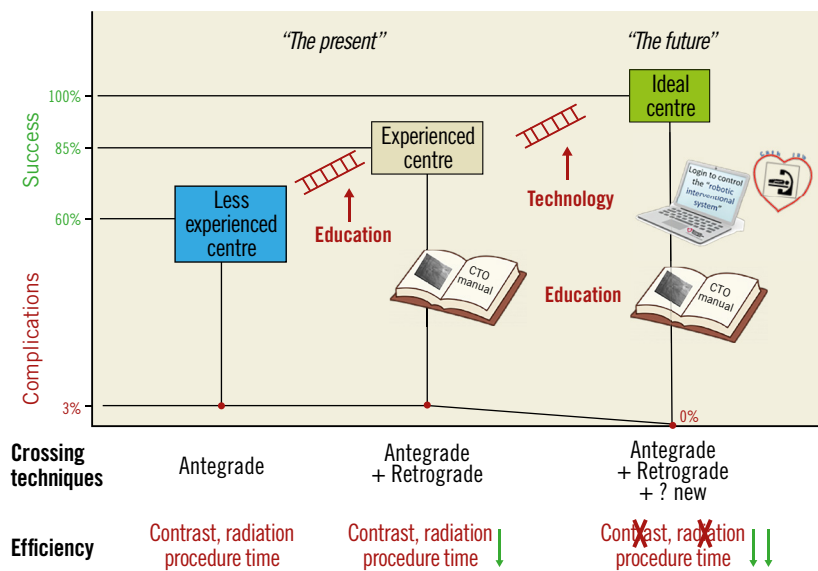 "The present"
"The future"
Success
Complications
100%
85%
60%
3%
0%
Less
experienced
centre
Experienced
centre
Ideal
centre
Education
Technology
Education
CTO
manual
CTO
manual
Login to control
the "robotic
interventional
system"
Crossing
techniques
Antegrade
Antegrade
+ Retrograde
Antegrade
+ Retrograde
+ ? new
Efficiency
Contrast, radiation
procedure time
Contrast, radiation
procedure time
Contrast, radiation
procedure time